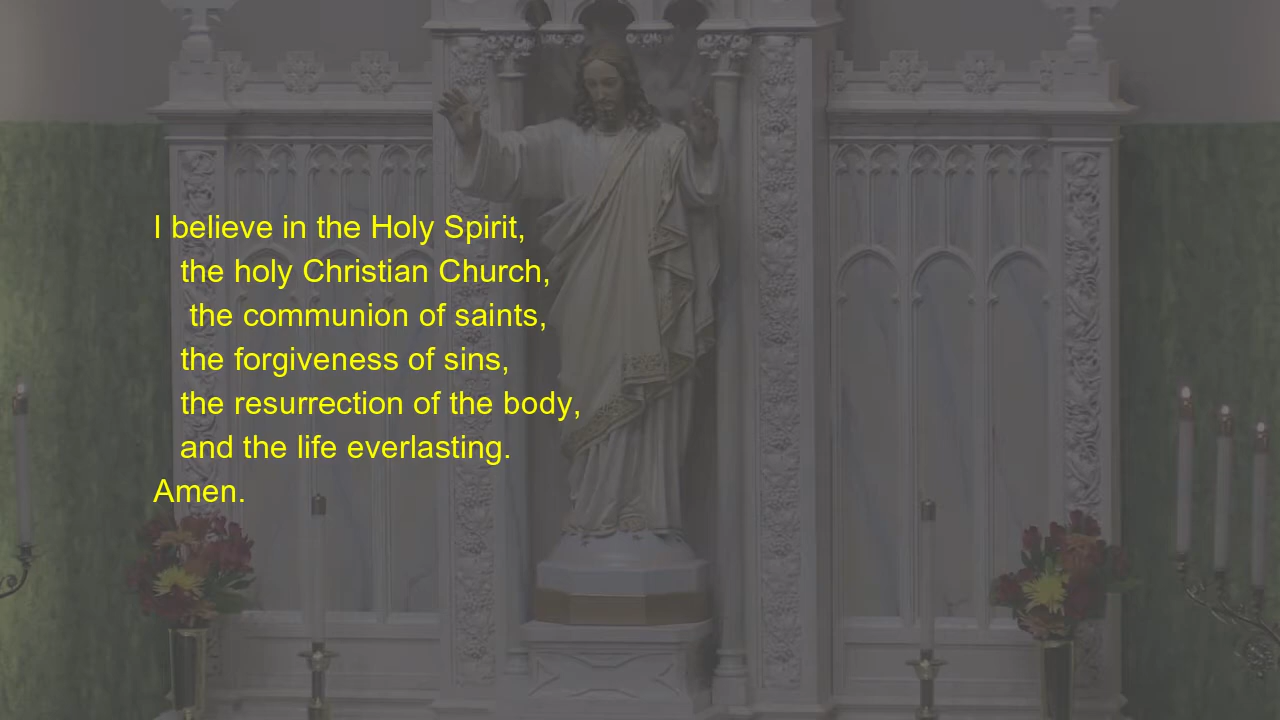 I believe in the Holy Spirit,
the holy Christian Church,
the communion of saints,
the forgiveness of sins,
the resurrection of the body,
and the life everlasting.
Amen.